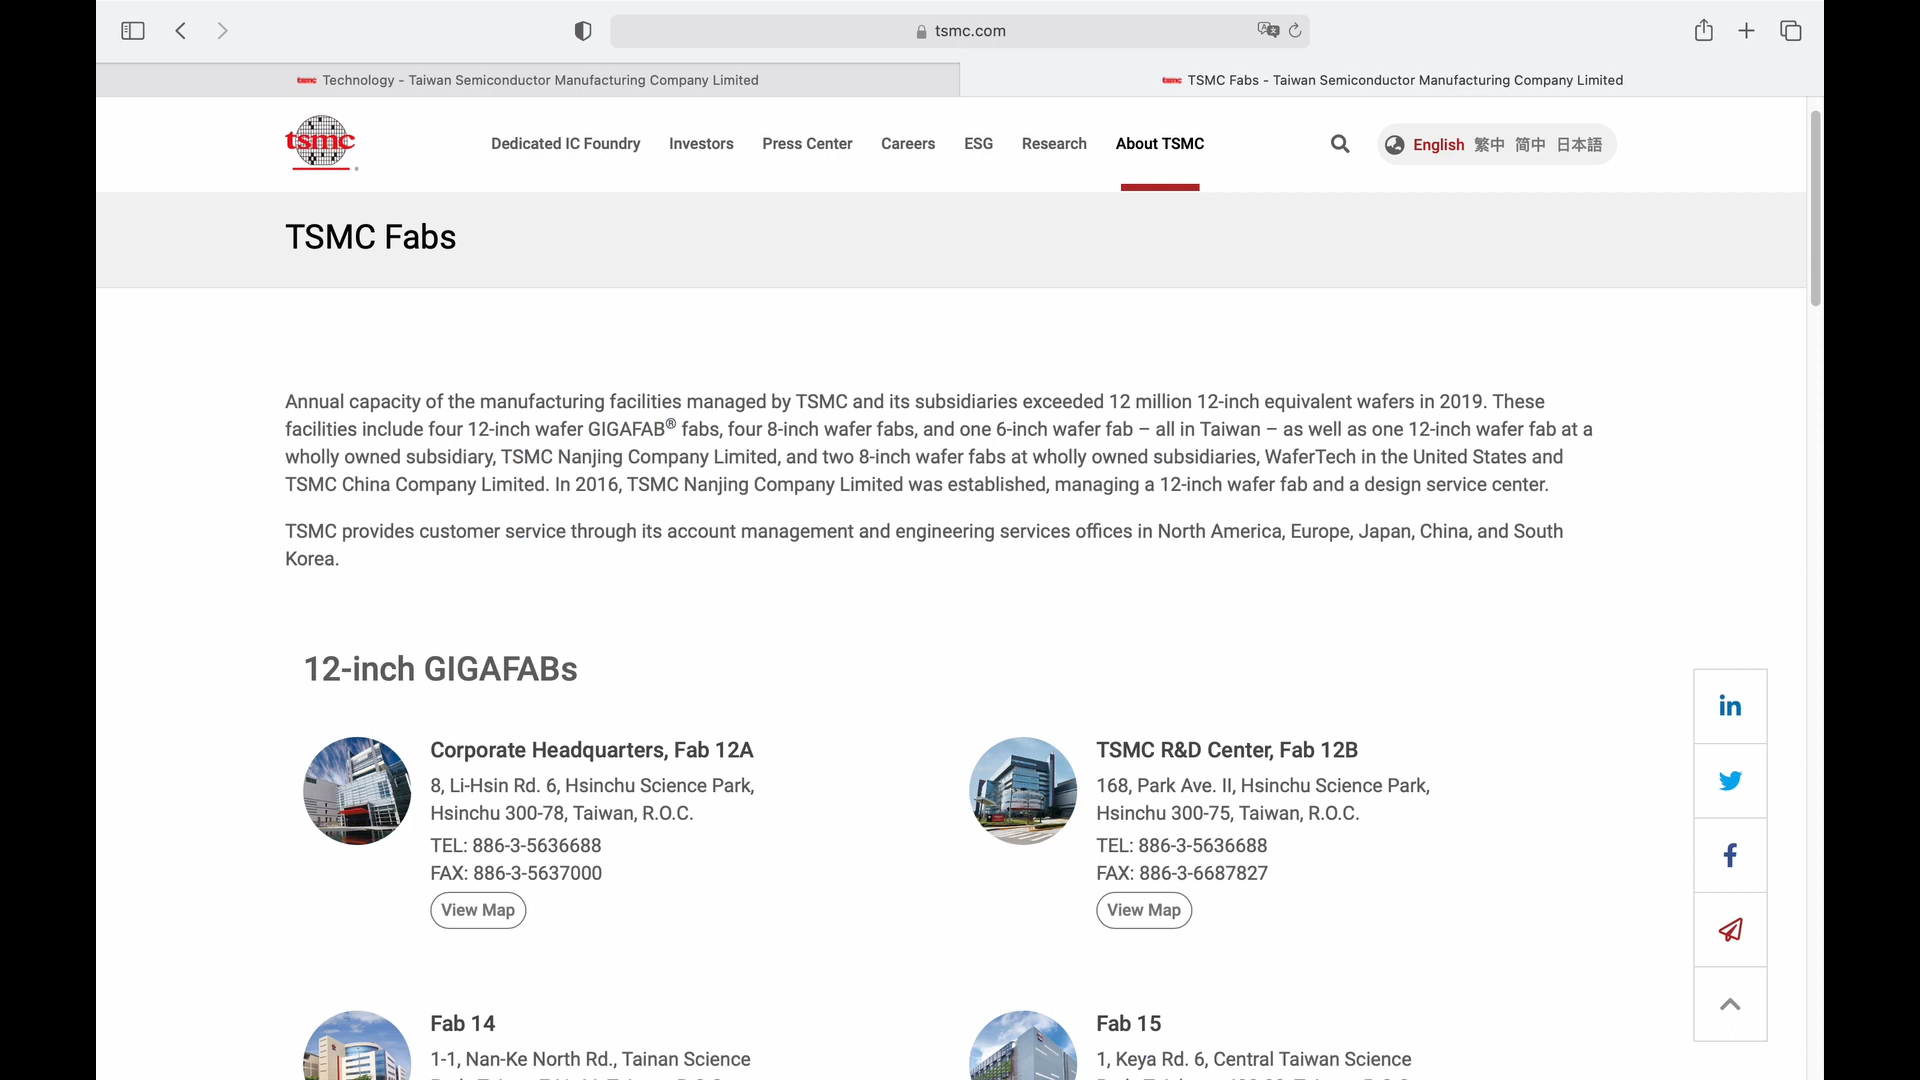 tsmc.com
tsmc Technology - Taiwan Semiconductor Manufacturing Company Limited
tsmc TSMC Fabs - Taiwan Semiconductor Manufacturing Company Limited
tsmc Dedicated IC Foundry Investors Press Center Careers ESG Research About TSMC English 繁中 简中 日本語
TSMC Fabs
Annual capacity of the manufacturing facilities managed by TSMC and its subsidiaries exceeded 12 million 12-inch equivalent wafers in 2019. These
facilities include four 12-inch wafer GIGAFAB® fabs, four 8-inch wafer fabs, and one 6-inch wafer fab – all in Taiwan – as well as one 12-inch wafer fab at a
wholly owned subsidiary, TSMC Nanjing Company Limited, and two 8-inch wafer fabs at wholly owned subsidiaries, WaferTech in the United States and
TSMC China Company Limited. In 2016, TSMC Nanjing Company Limited was established, managing a 12-inch wafer fab and a design service center.
TSMC provides customer service through its account management and engineering services offices in North America, Europe, Japan, China, and South
Korea.
12-inch GIGAFABs
Corporate Headquarters, Fab 12A
8, Li-Hsin Rd. 6, Hsinchu Science Park,
Hsinchu 300-78, Taiwan, R.O.C.
TEL: 886-3-5636688
FAX: 886-3-5637000
View Map
TSMC R&D Center, Fab 12B
168, Park Ave. II, Hsinchu Science Park,
Hsinchu 300-75, Taiwan, R.O.C.
TEL: 886-3-5636688
FAX: 886-3-6687827
View Map
Fab 14
1-1, Nan-Ke North Rd., Tainan Science
Fab 15
1, Keya Rd. 6, Central Taiwan Science